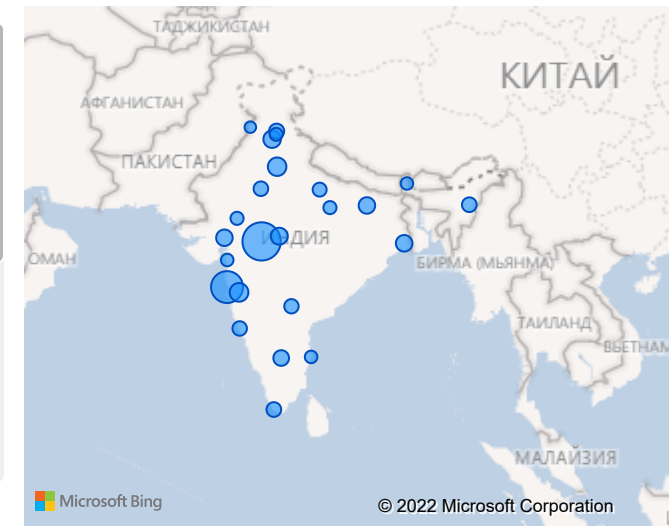 ТАДЖИКИСТАН
КИТАЙ
АФГАНИСТАН
ПАКИСТАН
ИНДИЯ
ОМАН
БИРМА (МЬЯНМА)
ТАИЛАНД
ВЬЕТНАМ
МАЛАЙЗИЯ
Microsoft Bing
© 2022 Microsoft Corporation